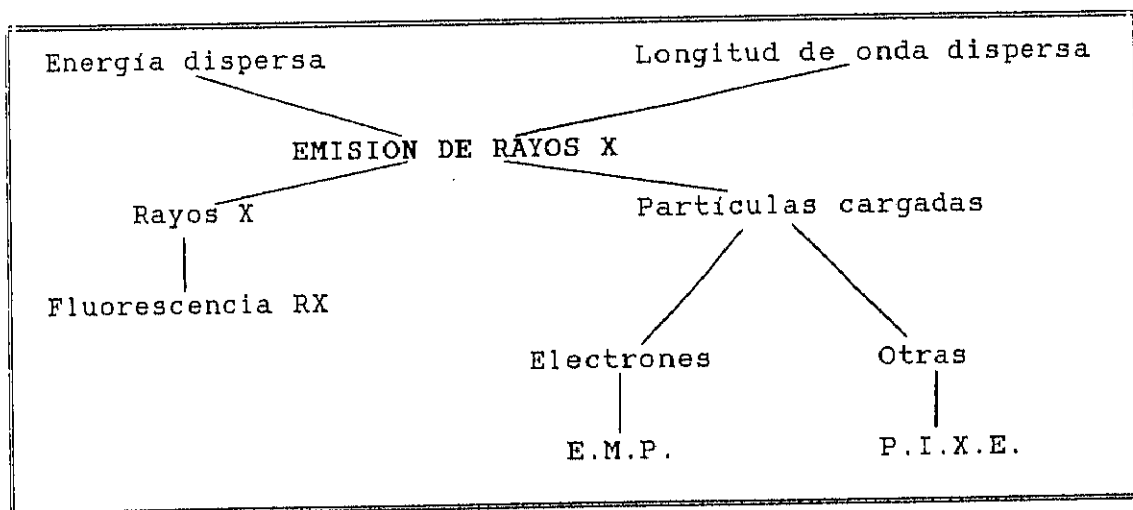 Energía dispersa
Longitud de onda dispersa
EMISION DE RAYOS X
Rayos X
Partículas cargadas
Fluorescencia RX
Electrones
Otras
E.M.P.
P.I.X.E.